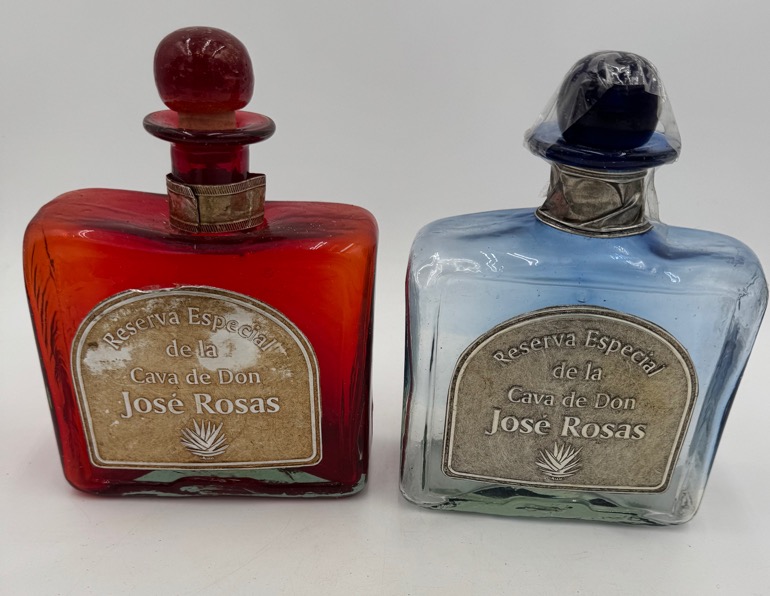 Reserva Especial
de la
Cava de Don
José Rosas
Reserva Especial
de la
Cava de Don
José Rosas